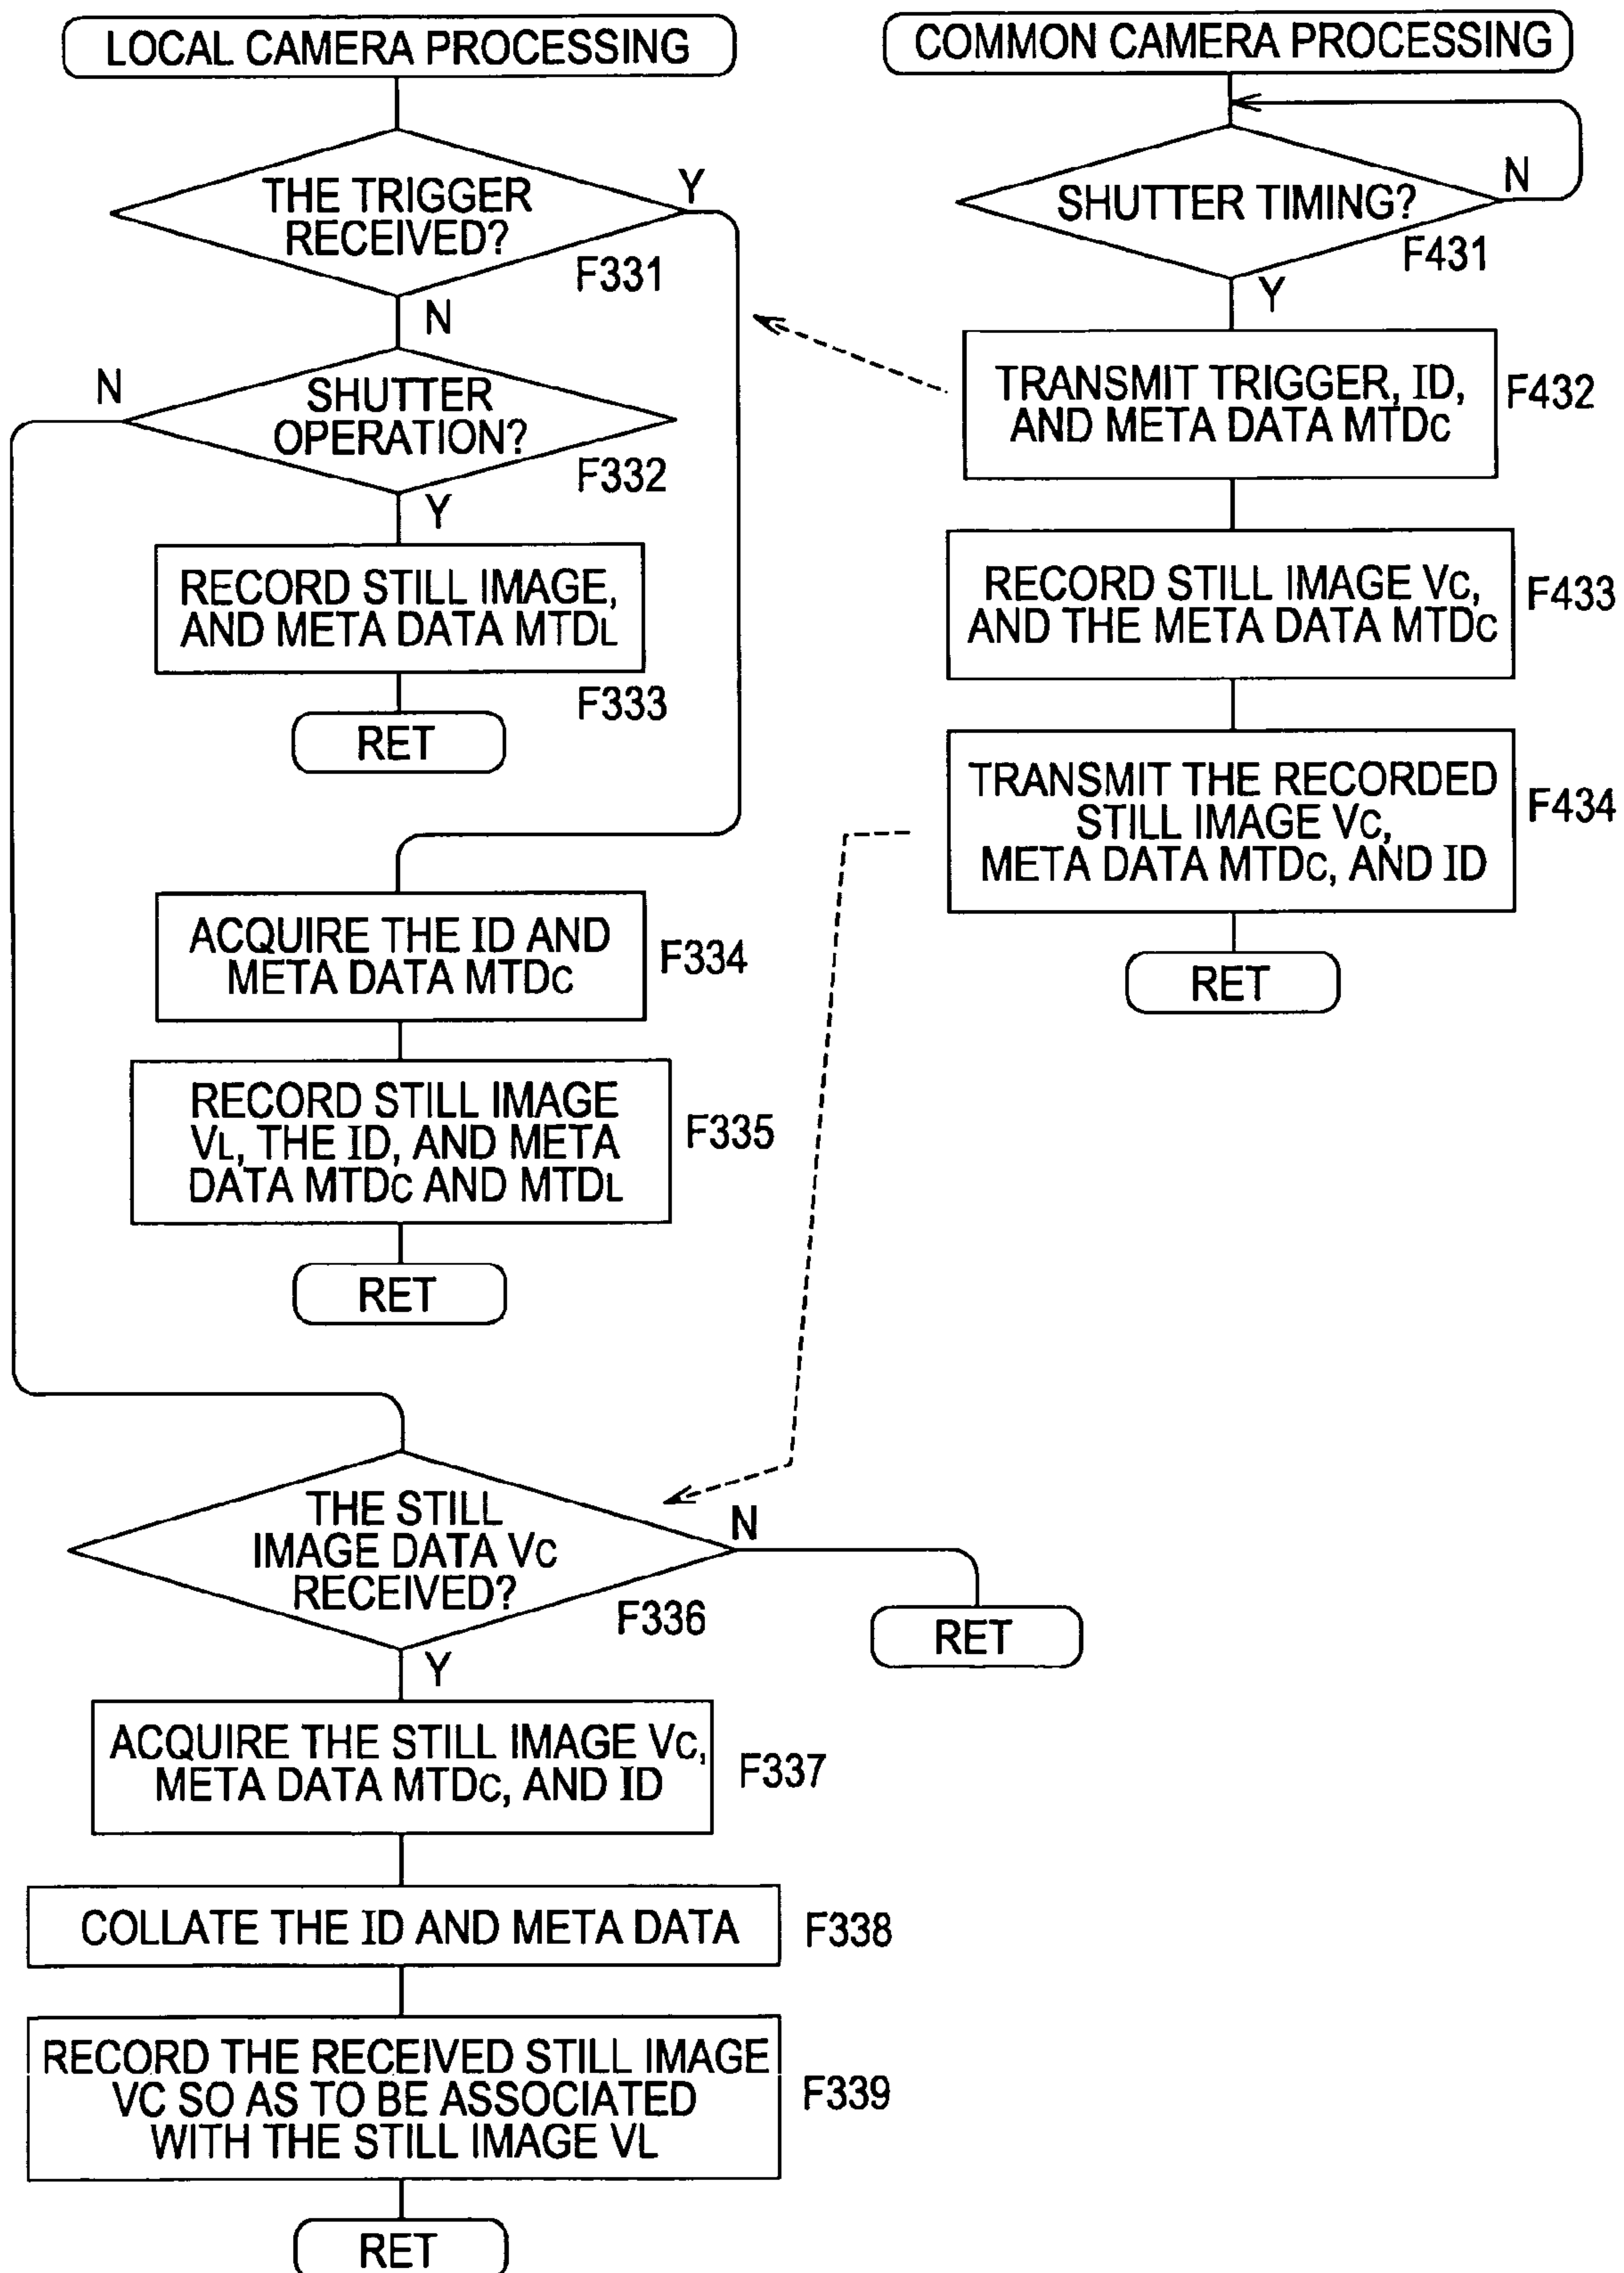 LOCAL CAMERA PROCESSING
THE TRIGGER
RECEIVED?
Y
F331
N
SHUTTER
OPERATION?
N
F332
Y
RECORD STILL IMAGE,
AND META DATA MTDL
F333
RET
ACQUIRE THE ID AND
META DATA MTDC
F334
RECORD STILL IMAGE
VL, THE ID, AND META
DATA MTDC AND MTDL
F335
RET
THE STILL
IMAGE DATA VC
RECEIVED?
N
F336
RET
Y
ACQUIRE THE STILL IMAGE VC,
META DATA MTDC, AND ID
F337
COLLATE THE ID AND META DATA
F338
RECORD THE RECEIVED STILL IMAGE
VC SO AS TO BE ASSOCIATED
WITH THE STILL IMAGE VL
F339
RET
COMMON CAMERA PROCESSING
SHUTTER TIMING?
N
F431
Y
TRANSMIT TRIGGER, ID,
AND META DATA MTDC
F432
RECORD STILL IMAGE VC,
AND THE META DATA MTDC
F433
TRANSMIT THE RECORDED
STILL IMAGE VC,
META DATA MTDC, AND ID
F434
RET